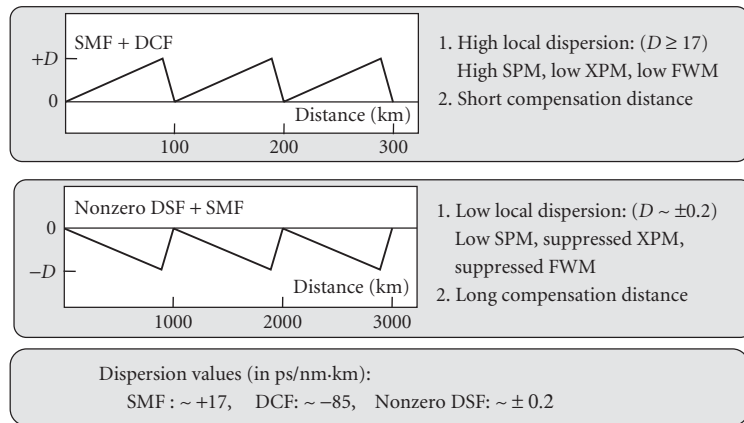 SMF + DCF
+D
0
Distance (km)
100
200
300
1. High local dispersion: (D ≥ 17)
High SPM, low XPM, low FWM
2. Short compensation distance
Nonzero DSF + SMF
0
−D
Distance (km)
1000
2000
3000
1. Low local dispersion: (D ~ ±0.2)
Low SPM, suppressed XPM,
suppressed FWM
2. Long compensation distance
Dispersion values (in ps/nm·km):
SMF : ~ +17, DCF: ~ −85, Nonzero DSF: ~ ± 0.2